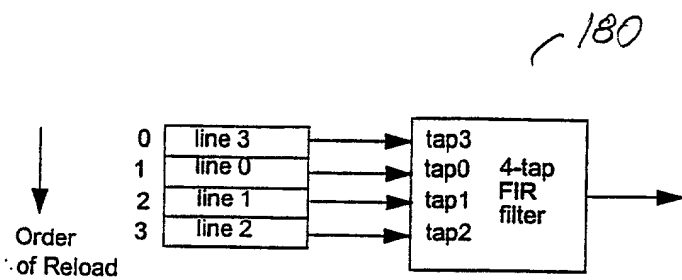 180
0 line 3 tap3
1 line 0 tap0 4-tap
2 line 1 tap1 FIR
3 line 2 tap2 filter
Order
of Reload